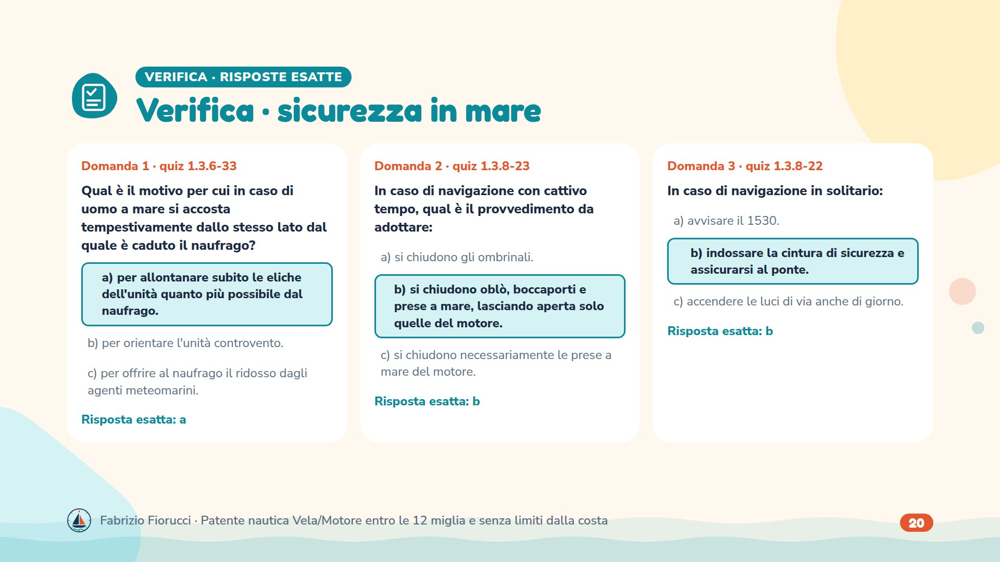 VERIFICA · RISPOSTE ESATTE
Verifica · sicurezza in mare
Domanda 1 · quiz 1.3.6-33
Qual è il motivo per cui in caso di
uomo a mare si accosta
tempestivamente dallo stesso lato dal
quale è caduto il naufrago?
a) per allontanare subito le eliche
dell'unità quanto più possibile dal
naufrago.
b) per orientare l'unità controvento.
c) per offrire al naufrago il ridosso dagli
agenti meteomarini.
Risposta esatta: a
Domanda 2 · quiz 1.3.8-23
In caso di navigazione con cattivo
tempo, qual è il provvedimento da
adottare:
a) si chiudono gli ombrinali.
b) si chiudono oblò, boccaporti e
prese a mare, lasciando aperta solo
quelle del motore.
c) si chiudono necessariamente le prese a
mare del motore.
Risposta esatta: b
Domanda 3 · quiz 1.3.8-22
In caso di navigazione in solitario:
a) avvisare il 1530.
b) indossare la cintura di sicurezza e
assicurarsi al ponte.
c) accendere le luci di via anche di giorno.
Risposta esatta: b
Fabrizio Fiorucci · Patente nautica Vela/Motore entro le 12 miglia e senza limiti dalla costa
20